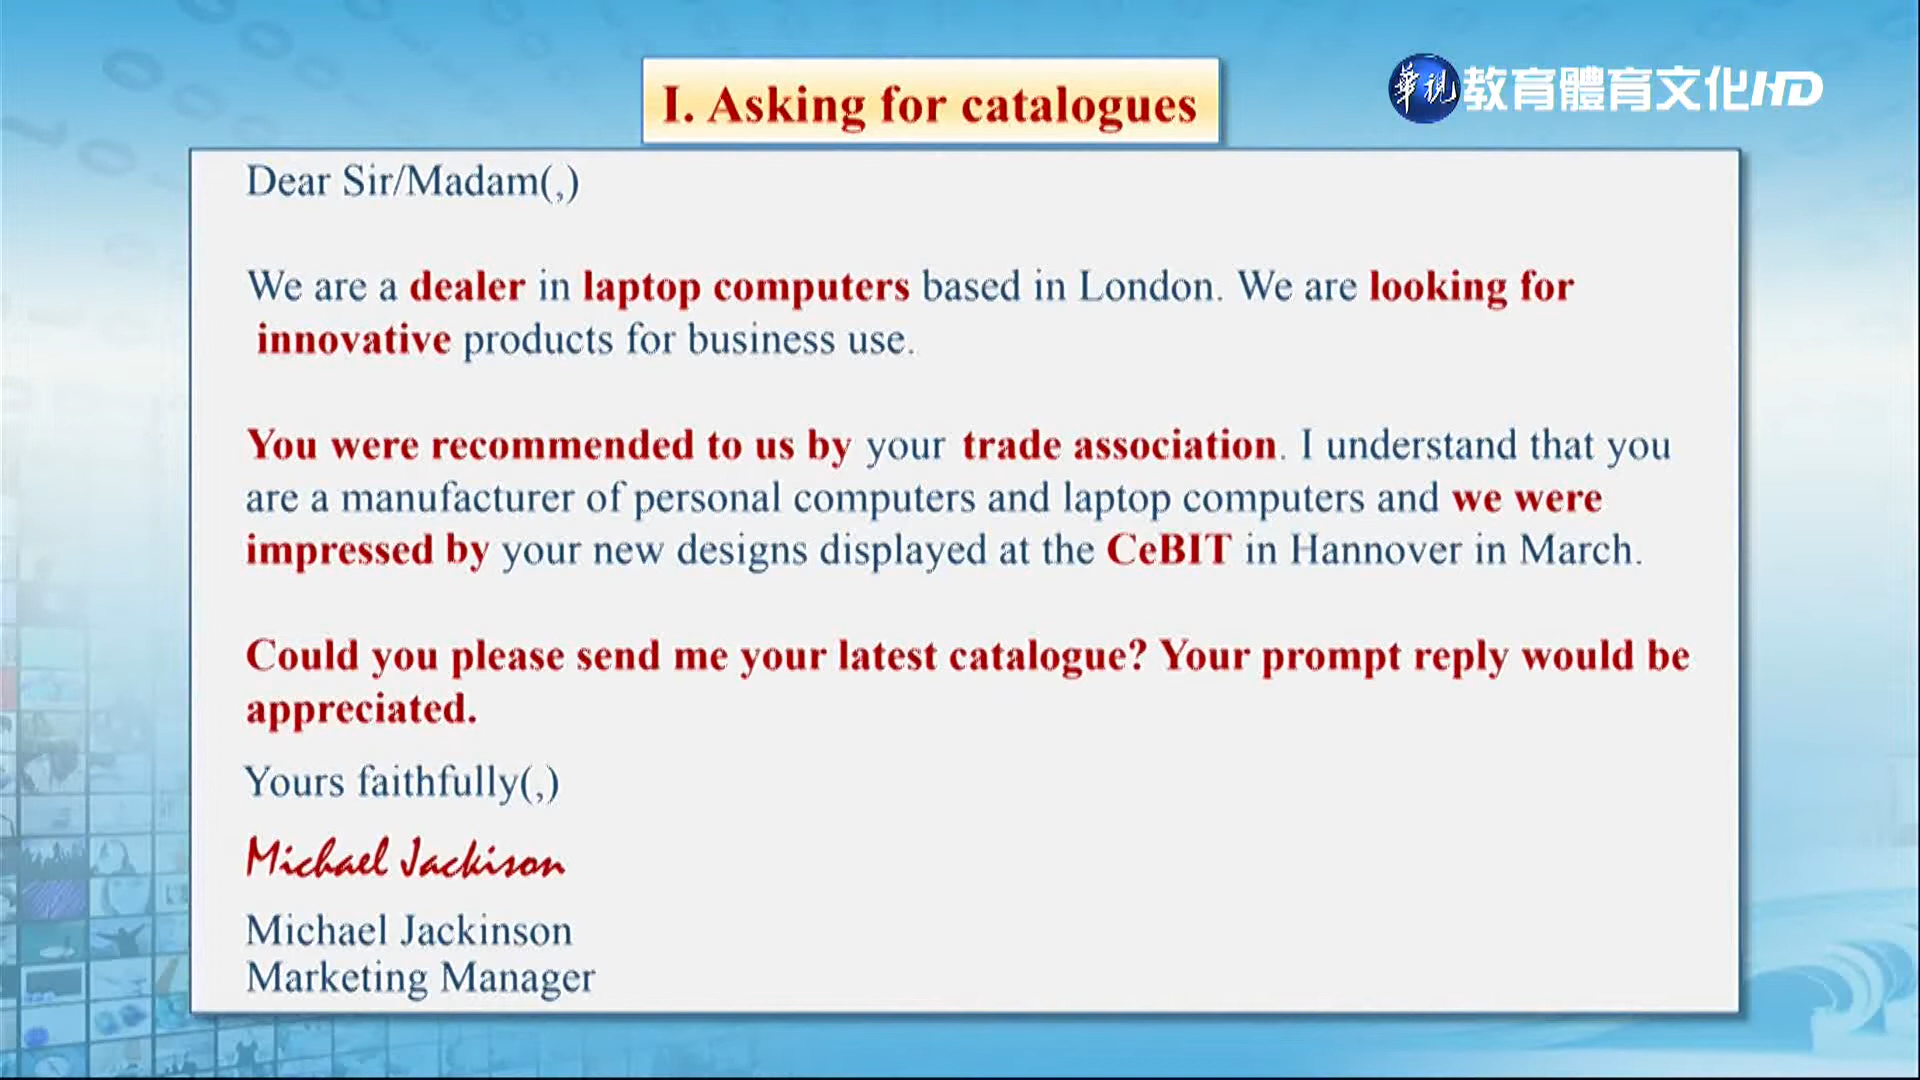 I. Asking for catalogues
華視 教育體育文化HD
Dear Sir/Madam(,)
We are a dealer in laptop computers based in London. We are looking for
innovative products for business use.
You were recommended to us by your trade association. I understand that you
are a manufacturer of personal computers and laptop computers and we were
impressed by your new designs displayed at the CeBIT in Hannover in March.
Could you please send me your latest catalogue? Your prompt reply would be
appreciated.
Yours faithfully(,)
Michael Jackison
Michael Jackinson
Marketing Manager